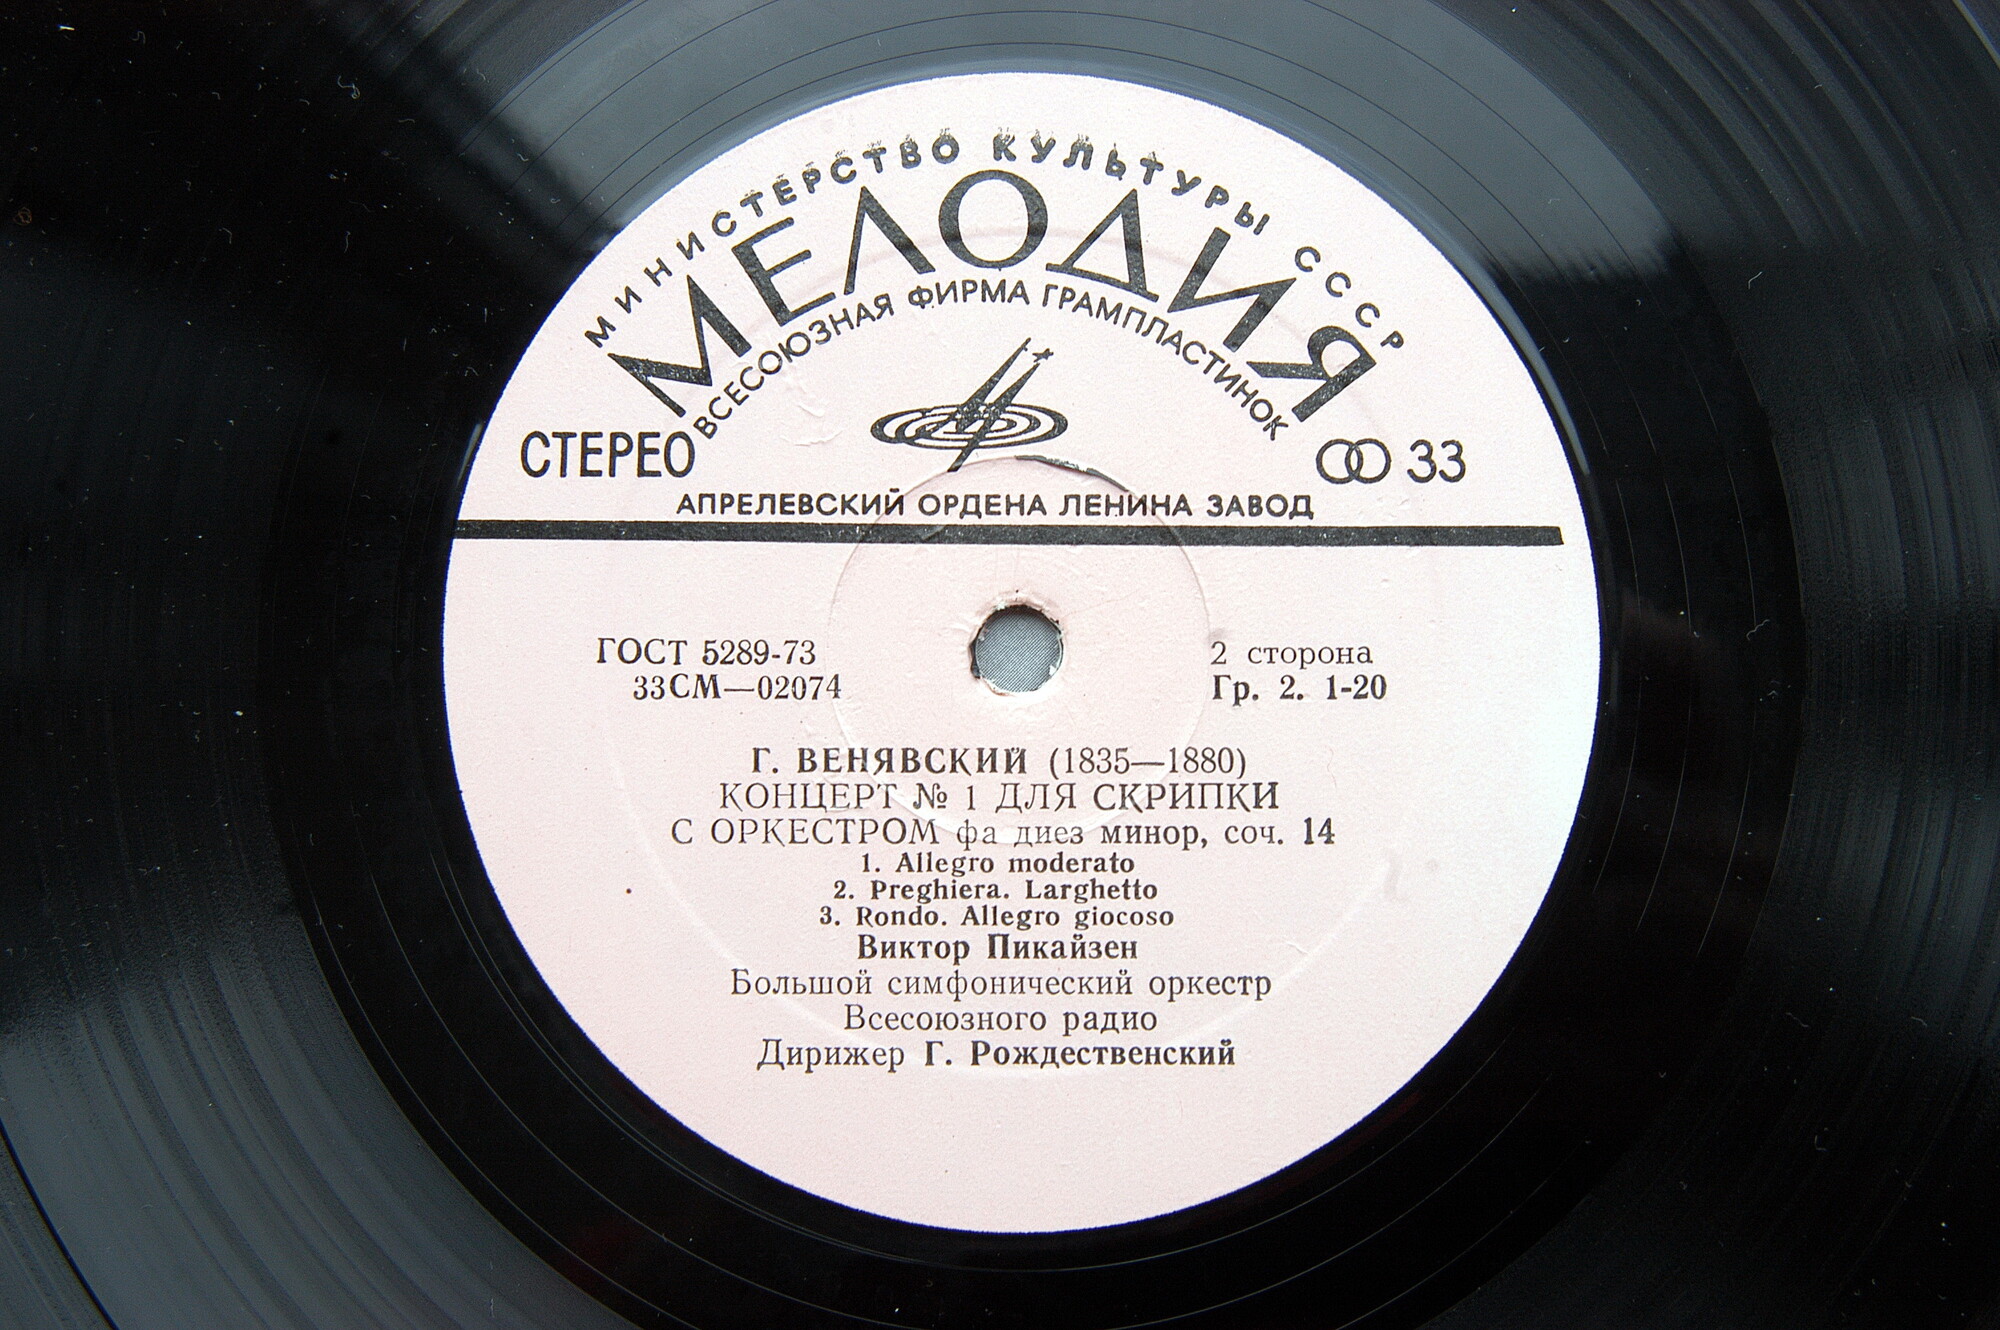 МИНИСТЕРСТВО КУЛЬТУРЫ СССР
МЕЛОДИЯ
ВСЕСОЮЗНАЯ ФИРМА ГРАМПЛАСТИНОК
СТЕРЕО
33
АПРЕЛЕВСКИЙ ОРДЕНА ЛЕНИНА ЗАВОД
ГОСТ 5289-73
33СМ—02074
2 сторона
Гр. 2. 1-20
Г. ВЕНЯВСКИЙ (1835—1880)
КОНЦЕРТ № 1 ДЛЯ СКРИПКИ
С ОРКЕСТРОМ фа диез минор, соч. 14
1. Allegro moderato
2. Preghiera. Larghetto
3. Rondo. Allegro giocoso
Виктор Пикайзен
Большой симфонический оркестр
Всесоюзного радио
Дирижер Г. Рождественский